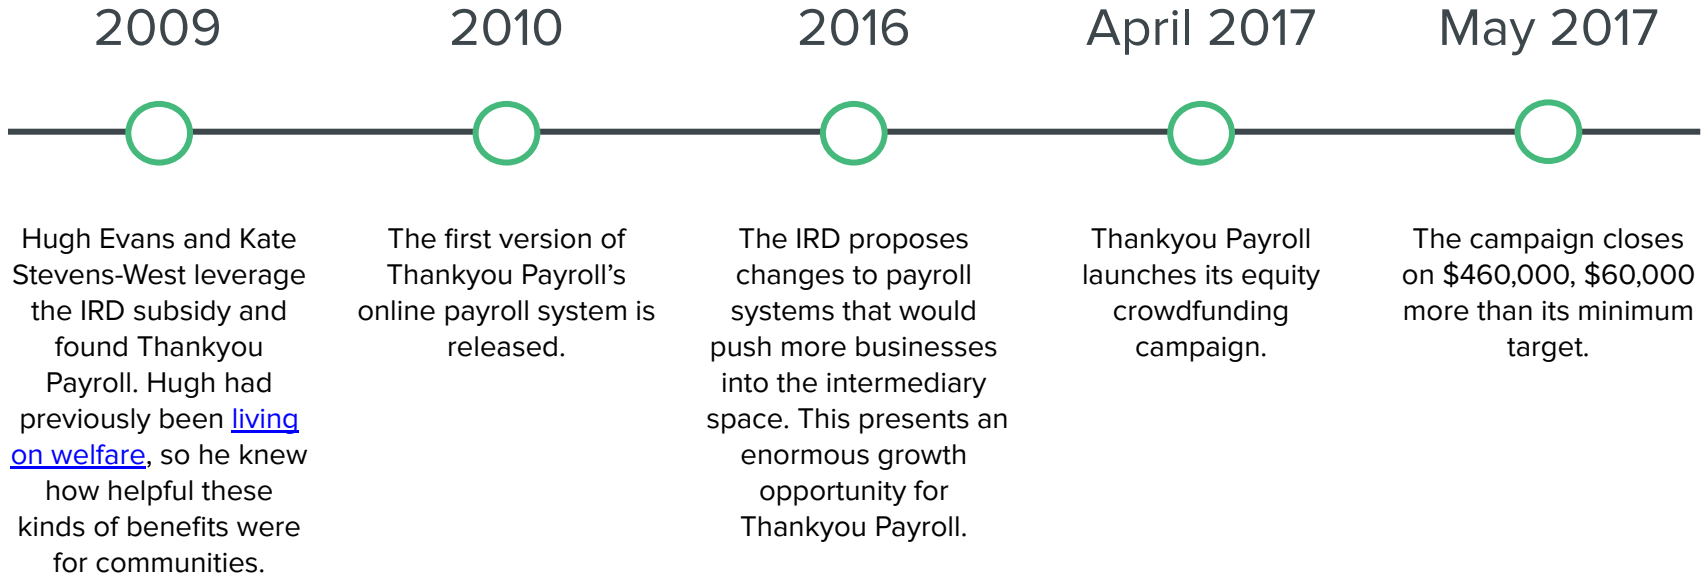 2009
Hugh Evans and Kate
Stevens-West leverage
the IRD subsidy and
found Thankyou
Payroll. Hugh had
previously been living
on welfare, so he knew
how helpful these
kinds of benefits were
for communities.
2010
The first version of
Thankyou Payroll’s
online payroll system is
released.
2016
The IRD proposes
changes to payroll
systems that would
push more businesses
into the intermediary
space. This presents an
enormous growth
opportunity for
Thankyou Payroll.
April 2017
Thankyou Payroll
launches its equity
crowdfunding
campaign.
May 2017
The campaign closes
on $460,000, $60,000
more than its minimum
target.